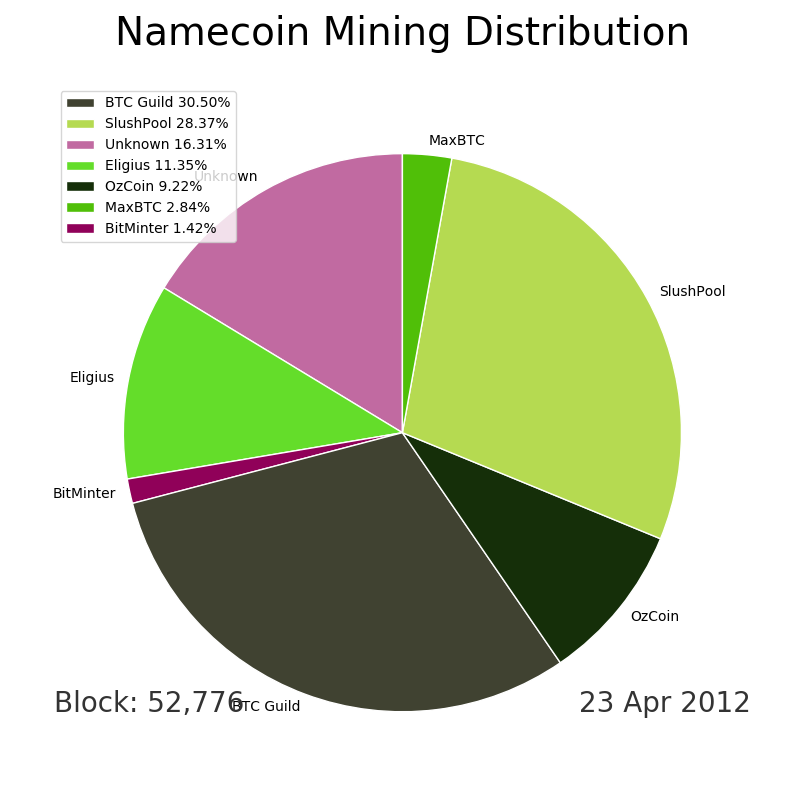 Namecoin Mining Distribution
BTC Guild 30.50%
SlushPool 28.37%
Unknown 16.31%
Eligius 11.35%
OzCoin 9.22%
MaxBTC 2.84%
BitMinter 1.42%
MaxBTC
Unknown
SlushPool
Eligius
BitMinter
OzCoin
BTC Guild
Block: 52,776
23 Apr 2012